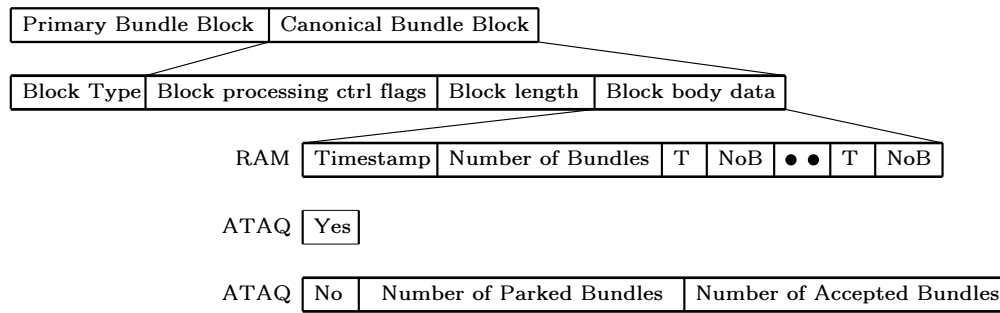 Primary Bundle Block Canonical Bundle Block
Block Type Block processing ctrl flags Block length Block body data
RAM Timestamp Number of Bundles T NoB ●● T NoB
ATAQ Yes
ATAQ No Number of Parked Bundles Number of Accepted Bundles